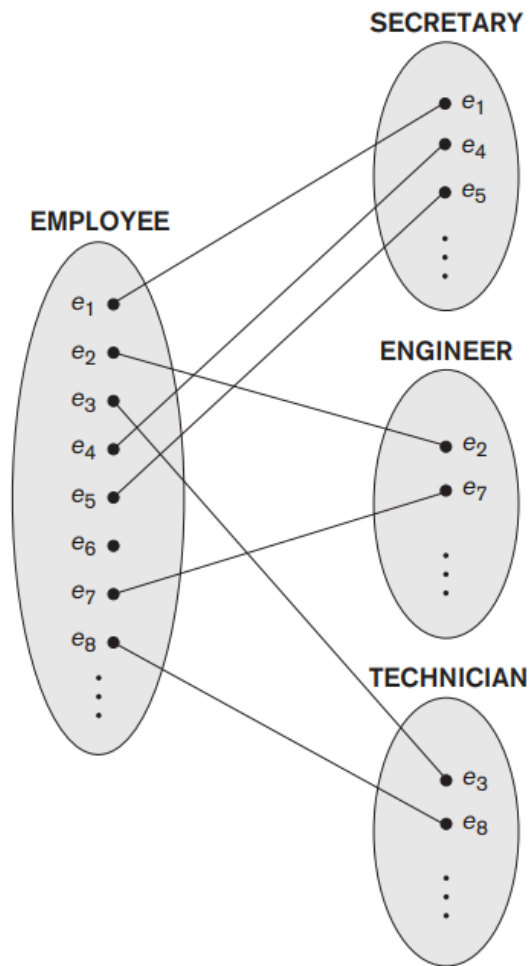 SECRETARY
e1
e4
e5
EMPLOYEE
e1
e2
e3
e4
e5
e6
e7
e8
ENGINEER
e2
e7
TECHNICIAN
e3
e8